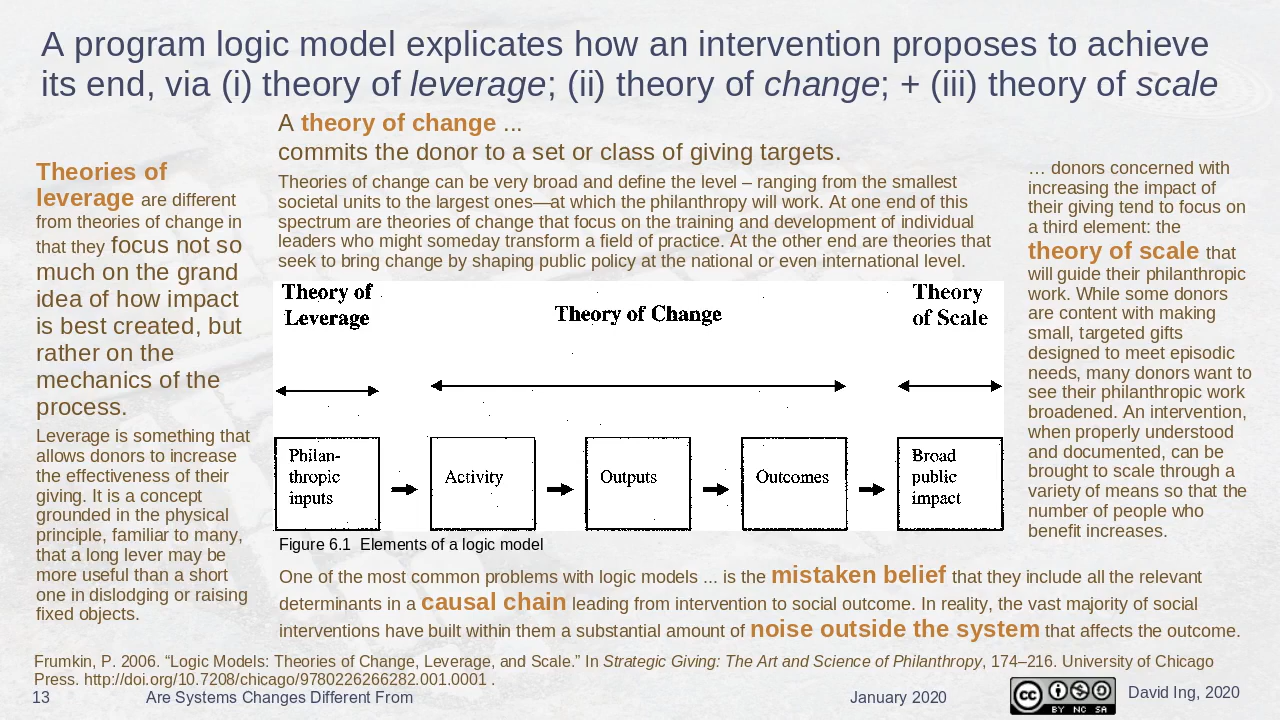 A program logic model explicates how an intervention proposes to achieve
its end, via (i) theory of leverage; (ii) theory of change; + (iii) theory of scale
Theories of
leverage are different
from theories of change in
that they focus not so
much on the grand
idea of how impact
is best created, but
rather on the
mechanics of the
process.
Leverage is something that
allows donors to increase
the effectiveness of their
giving. It is a concept
grounded in the physical
principle, familiar to many,
that a long lever may be
more useful than a short
one in dislodging or raising
fixed objects.
A theory of change ...
commits the donor to a set or class of giving targets.
Theories of change can be very broad and define the level – ranging from the smallest
societal units to the largest ones—at which the philanthropy will work. At one end of this
spectrum are theories of change that focus on the training and development of individual
leaders who might someday transform a field of practice. At the other end are theories that
seek to bring change by shaping public policy at the national or even international level.
Theory of
Leverage
Theory of Change
Theory
of Scale
Philan-
thropic
inputs
Activity
Outputs
Outcomes
Broad
public
impact
Figure 6.1 Elements of a logic model
… donors concerned with
increasing the impact of
their giving tend to focus on
a third element: the
theory of scale that
will guide their philanthropic
work. While some donors
are content with making
small, targeted gifts
designed to meet episodic
needs, many donors want to
see their philanthropic work
broadened. An intervention,
when properly understood
and documented, can be
brought to scale through a
variety of means so that the
number of people who
benefit increases.
One of the most common problems with logic models ... is the mistaken belief that they include all the relevant
determinants in a causal chain leading from intervention to social outcome. In reality, the vast majority of social
interventions have built within them a substantial amount of noise outside the system that affects the outcome.
Frumkin, P. 2006. “Logic Models: Theories of Change, Leverage, and Scale.” In Strategic Giving: The Art and Science of Philanthropy, 174–216. University of Chicago
Press. http://doi.org/10.7208/chicago/9780226266282.001.0001 .
13
Are Systems Changes Different From
January 2020
cc BY NC SA
David Ing, 2020